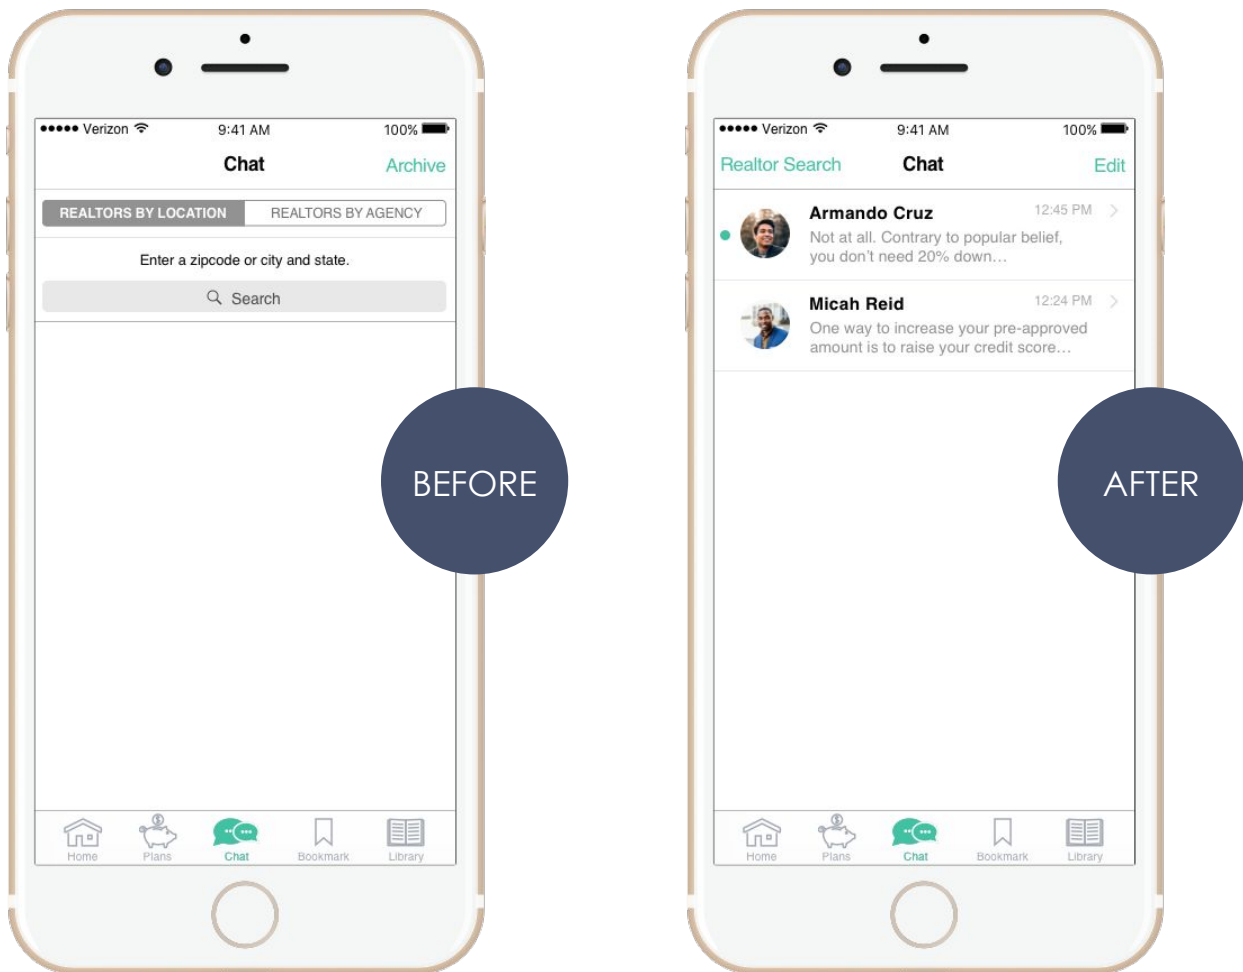 ●●●●● Verizon 9:41 AM 100%
Chat Archive
REALTORS BY LOCATION REALTORS BY AGENCY
Enter a zipcode or city and state.
Search
BEFORE
Home Plans Chat Bookmark Library
●●●●● Verizon 9:41 AM 100%
Realtor Search Chat Edit
Armando Cruz 12:45 PM
Not at all. Contrary to popular belief,
you don't need 20% down...
Micah Reid 12:24 PM
One way to increase your pre-approved
amount is to raise your credit score...
AFTER
Home Plans Chat Bookmark Library